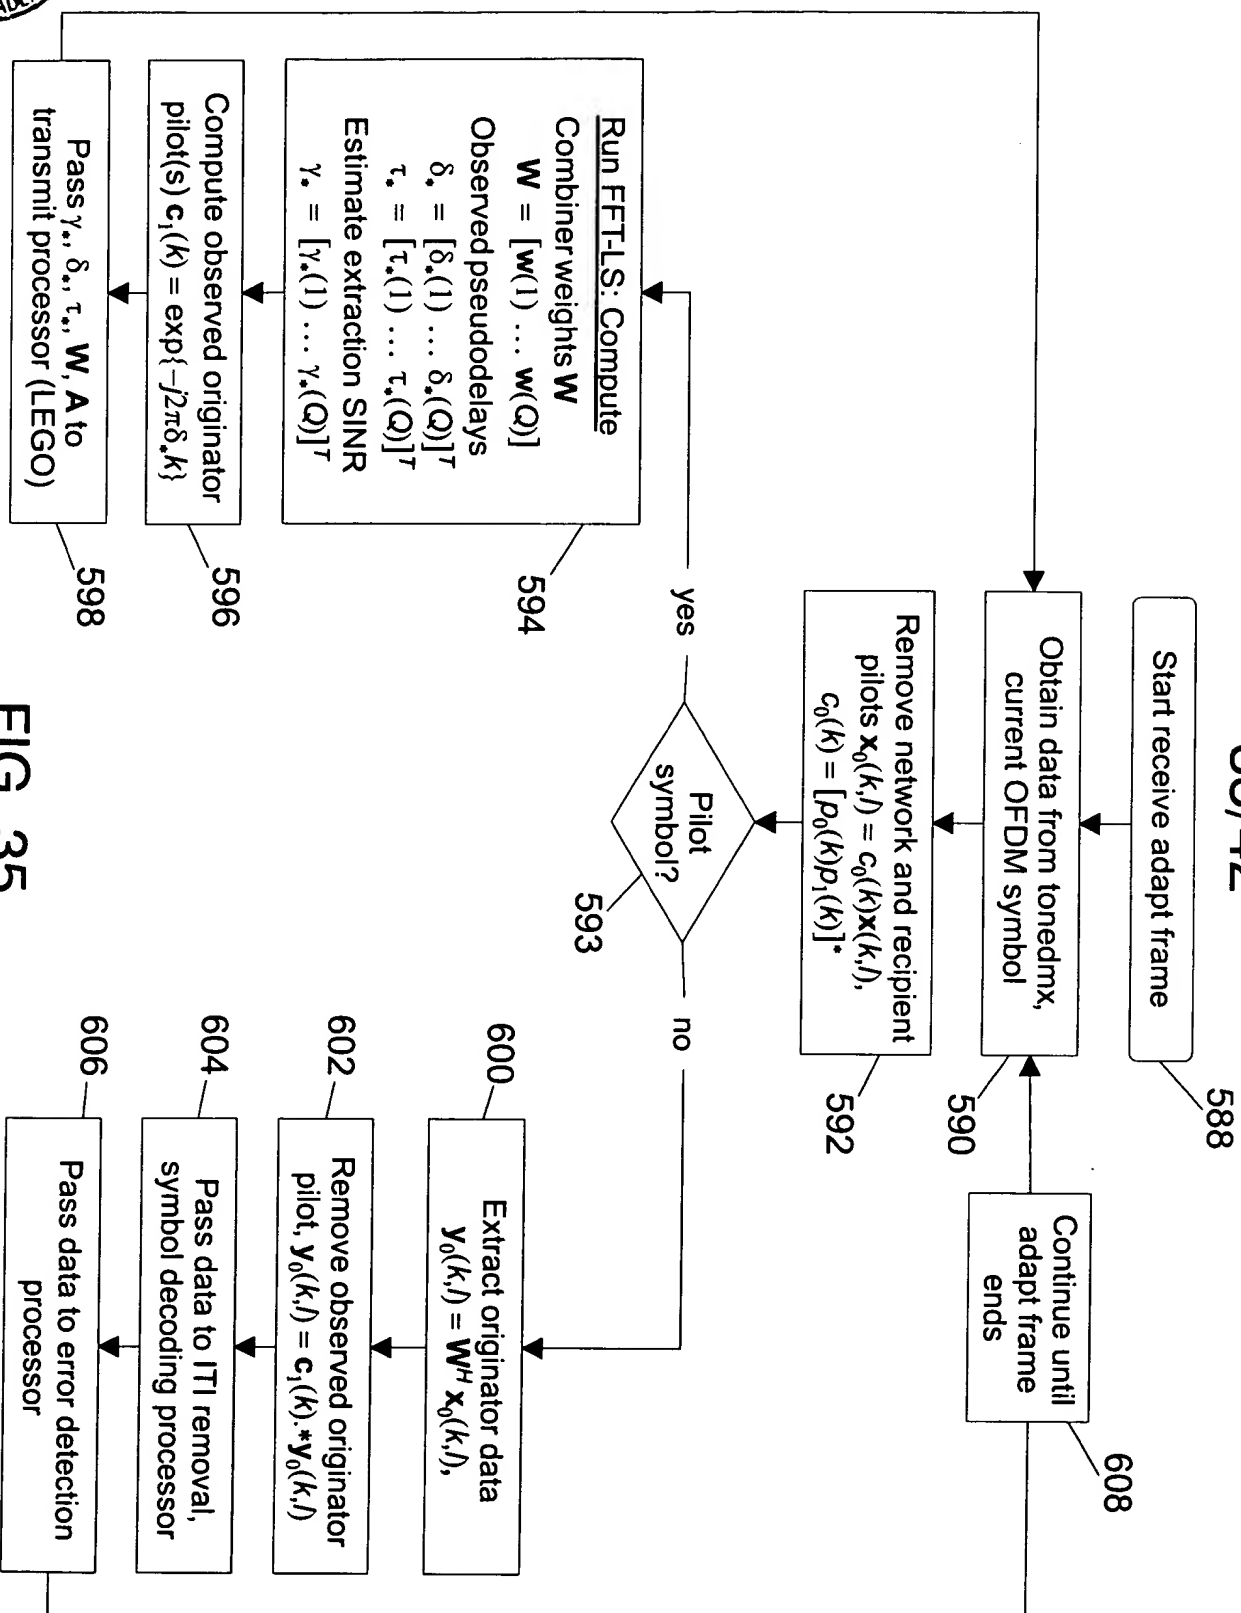 Start receive adapt frame
588
Obtain data from tonedmx,
current OFDM symbol
590
Continue until
adapt frame
ends
608
Remove network and recipient
pilots x₀(k,l) = c₀(k)x(k,l),
c₀(k) = [p₀(k)p₁(k)]*
592
Pilot
symbol?
593
yes
no
Run FFT-LS: Compute
Combiner weights W
W = [w(1) … w(Q)]
Observed pseudodelays
δ* = [δ*(1) … δ*(Q)]ᵀ
τ* = [τ*(1) … τ*(Q)]ᵀ
Estimate extraction SINR
γ* = [γ*(1) … γ*(Q)]ᵀ
594
Compute observed originator
pilot(s) c₁(k) = exp{−j2πδ*k}
596
Pass γ*, δ*, τ*, W, A to
transmit processor (LEGO)
598
600
Extract originator data
y₀(k,l) = Wᴴ x₀(k,l),
602
Remove observed originator
pilot, y₀(k,l) = c₁(k).*y₀(k,l)
604
Pass data to ITI removal,
symbol decoding processor
606
Pass data to error detection
processor
FIG. 35